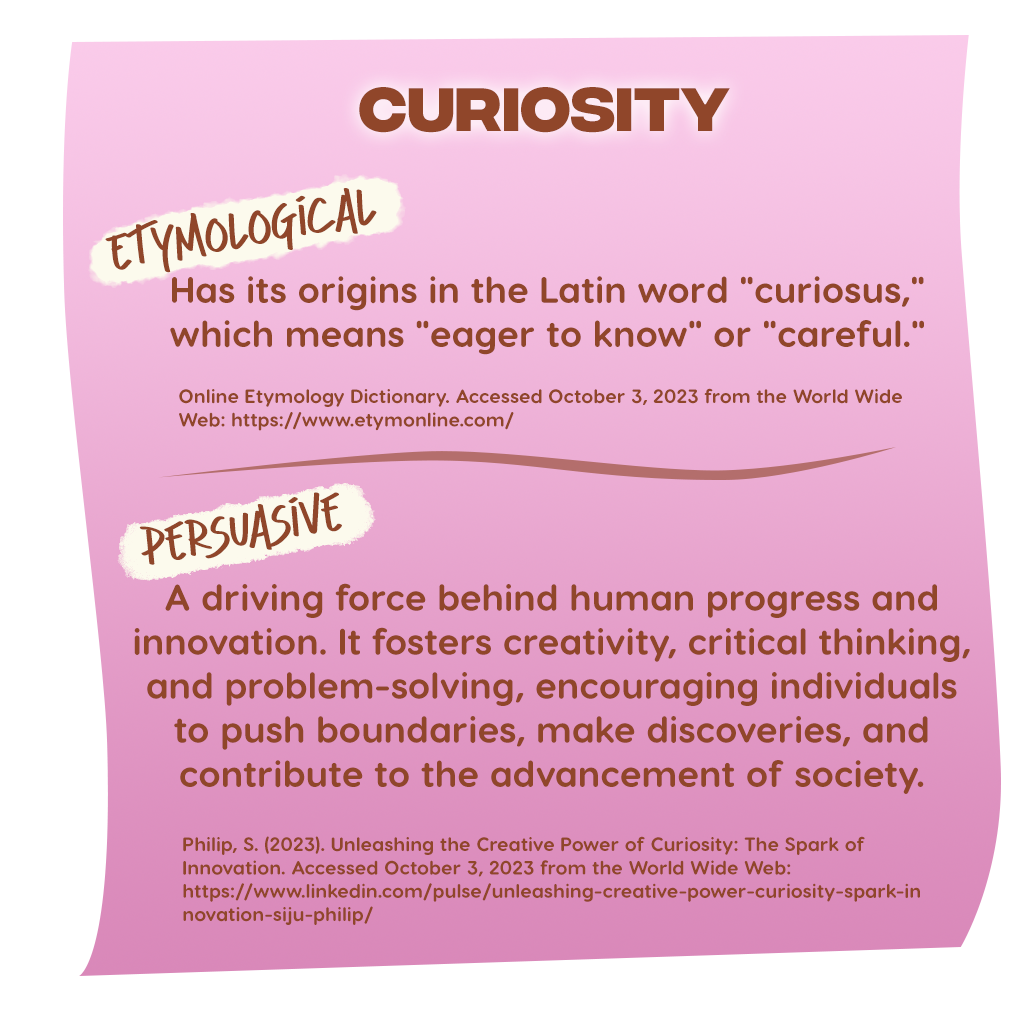 CURIOSITY
ETYMOLOGICAL
Has its origins in the Latin word "curiosus,"
which means "eager to know" or "careful."
Online Etymology Dictionary. Accessed October 3, 2023 from the World Wide
Web: https://www.etymonline.com/
PERSUASIVE
A driving force behind human progress and
innovation. It fosters creativity, critical thinking,
and problem-solving, encouraging individuals
to push boundaries, make discoveries, and
contribute to the advancement of society.
Philip, S. (2023). Unleashing the Creative Power of Curiosity: The Spark of
Innovation. Accessed October 3, 2023 from the World Wide Web:
https://www.linkedin.com/pulse/unleashing-creative-power-curiosity-spark-in
novation-siju-philip/